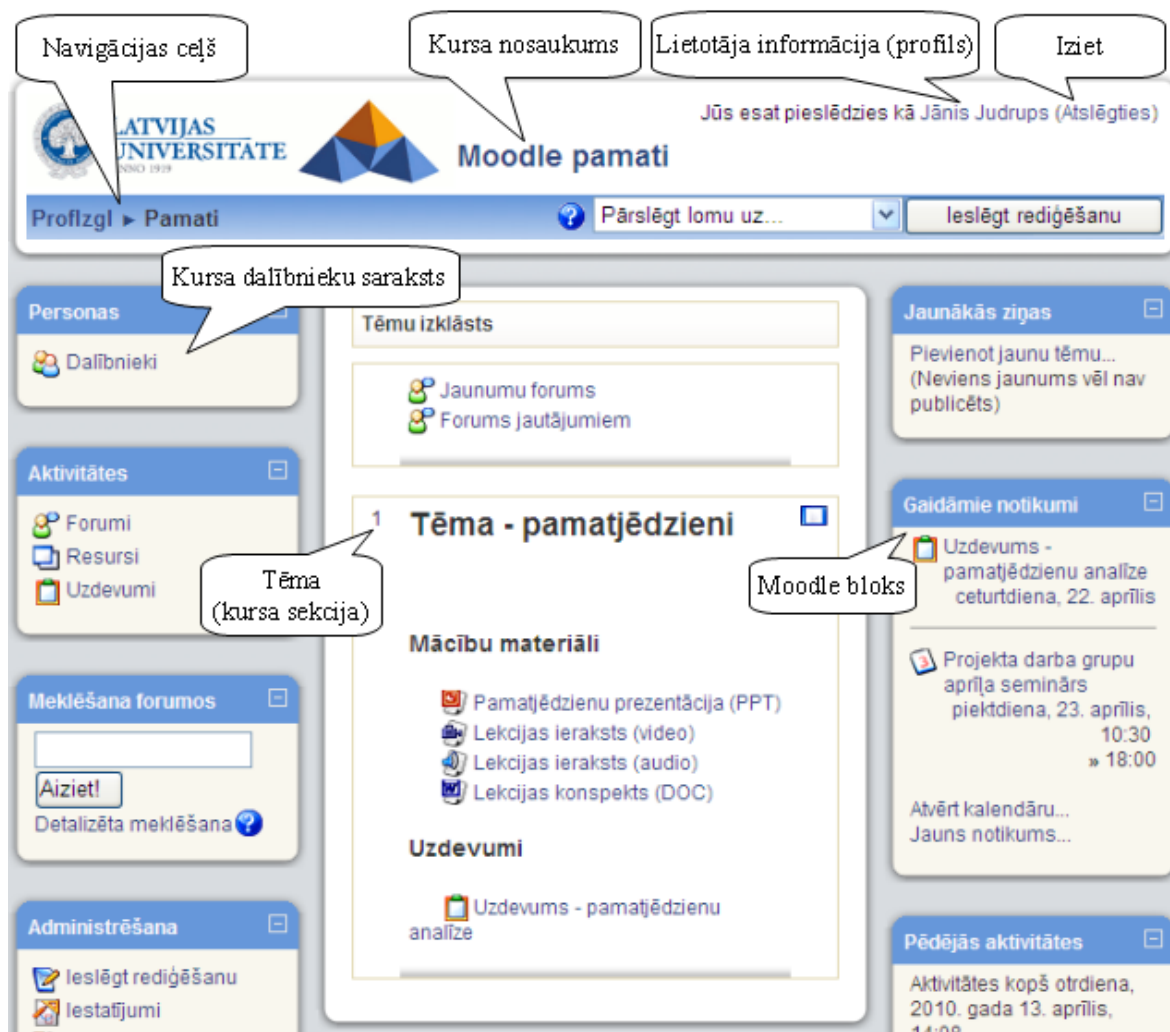 Navigācijas ceļš
Kursa nosaukums
Lietotāja informācija (profils)
Iziet
LATVIJAS
UNIVERSITĀTE
ANNO 1919
Moodle pamati
Jūs esat pieslēdzies kā Jānis Judrups (Atslēgties)
ProfIzgl ► Pamati
Pārslēgt lomu uz...
Ieslēgt rediģēšanu
Kursa dalībnieku saraksts
Personas
Dalībnieki
Aktivitātes
Forumi
Resursi
Uzdevumi
Meklēšana forumos
Aiziet!
Detalizēta meklēšana
Administrēšana
Ieslēgt rediģēšanu
Iestatījumi
Tēmu izklāsts
Jaunumu forums
Forums jautājumiem
1 Tēma - pamatjēdzieni
Tēma
(kursa sekcija)
Mācību materiāli
Pamatjēdzienu prezentācija (PPT)
Lekcijas ieraksts (video)
Lekcijas ieraksts (audio)
Lekcijas konspekts (DOC)
Uzdevumi
Uzdevums - pamatjēdzienu
analīze
Jaunākās ziņas
Pievienot jaunu tēmu...
(Neviens jaunums vēl nav
publicēts)
Gaidāmie notikumi
Moodle bloks
Uzdevums -
pamatjēdzienu analīze
ceturtdiena, 22. aprīlis
Projekta darba grupu
aprīļa seminārs
piektdiena, 23. aprīlis,
10:30
» 18:00
Atvērt kalendāru...
Jauns notikums...
Pēdējās aktivitātes
Aktivitātes kopš otrdiena,
2010. gada 13. aprīlis,